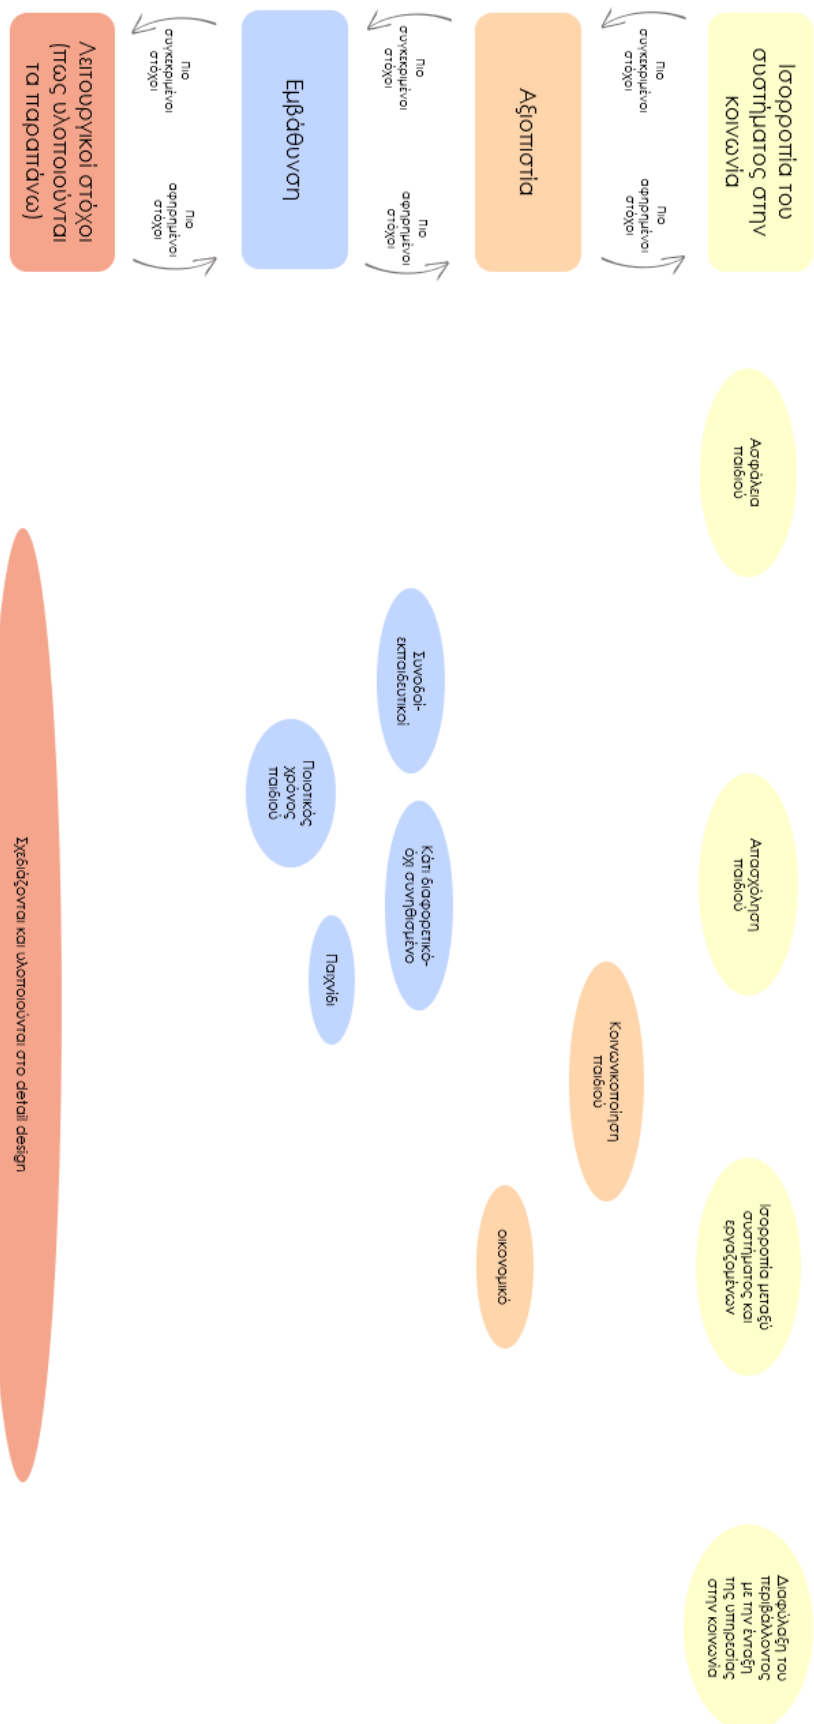 Ισορροπία του
συστήματος στην
κοινωνία
Ασφάλεια
παιδιού
Απασχόληση
παιδιού
Ισορροπία μεταξύ
συστήματος και
εργαζομένων
Διαφύλαξη του
περιβάλλοντος
με την ένταξη
της υπηρεσίας
στην κοινωνία
Πιο
συγκεκριμένοι
στόχοι
Πιο
αφηρημένοι
στόχοι
Αξιοπιστία
Κοινωνικοποίηση
παιδιού
οικονομικό
Πιο
συγκεκριμένοι
στόχοι
Πιο
αφηρημένοι
στόχοι
Εμβάθυνση
Συνοδοί-
εκπαιδευτικοί
Κάτι διαφορετικό-
όχι συνηθισμένο
Ποιοτικός
χρόνος
παιδιού
Παιχνίδι
Πιο
συγκεκριμένοι
στόχοι
Πιο
αφηρημένοι
στόχοι
Λειτουργικοί στόχοι
(πως υλοποιούνται
τα παραπάνω)
Σχεδιάζονται και υλοποιούνται στο detail design